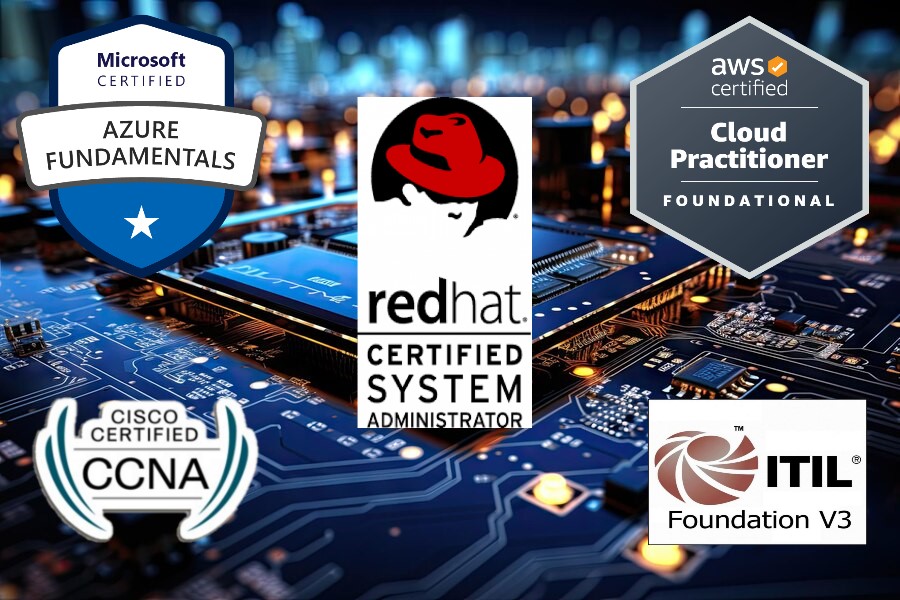 Microsoft
CERTIFIED
AZURE
FUNDAMENTALS
redhat.
CERTIFIED
SYSTEM
ADMINISTRATOR
aws
certified
Cloud
Practitioner
FOUNDATIONAL
CISCO
CERTIFIED
CCNA
ITIL®
Foundation V3